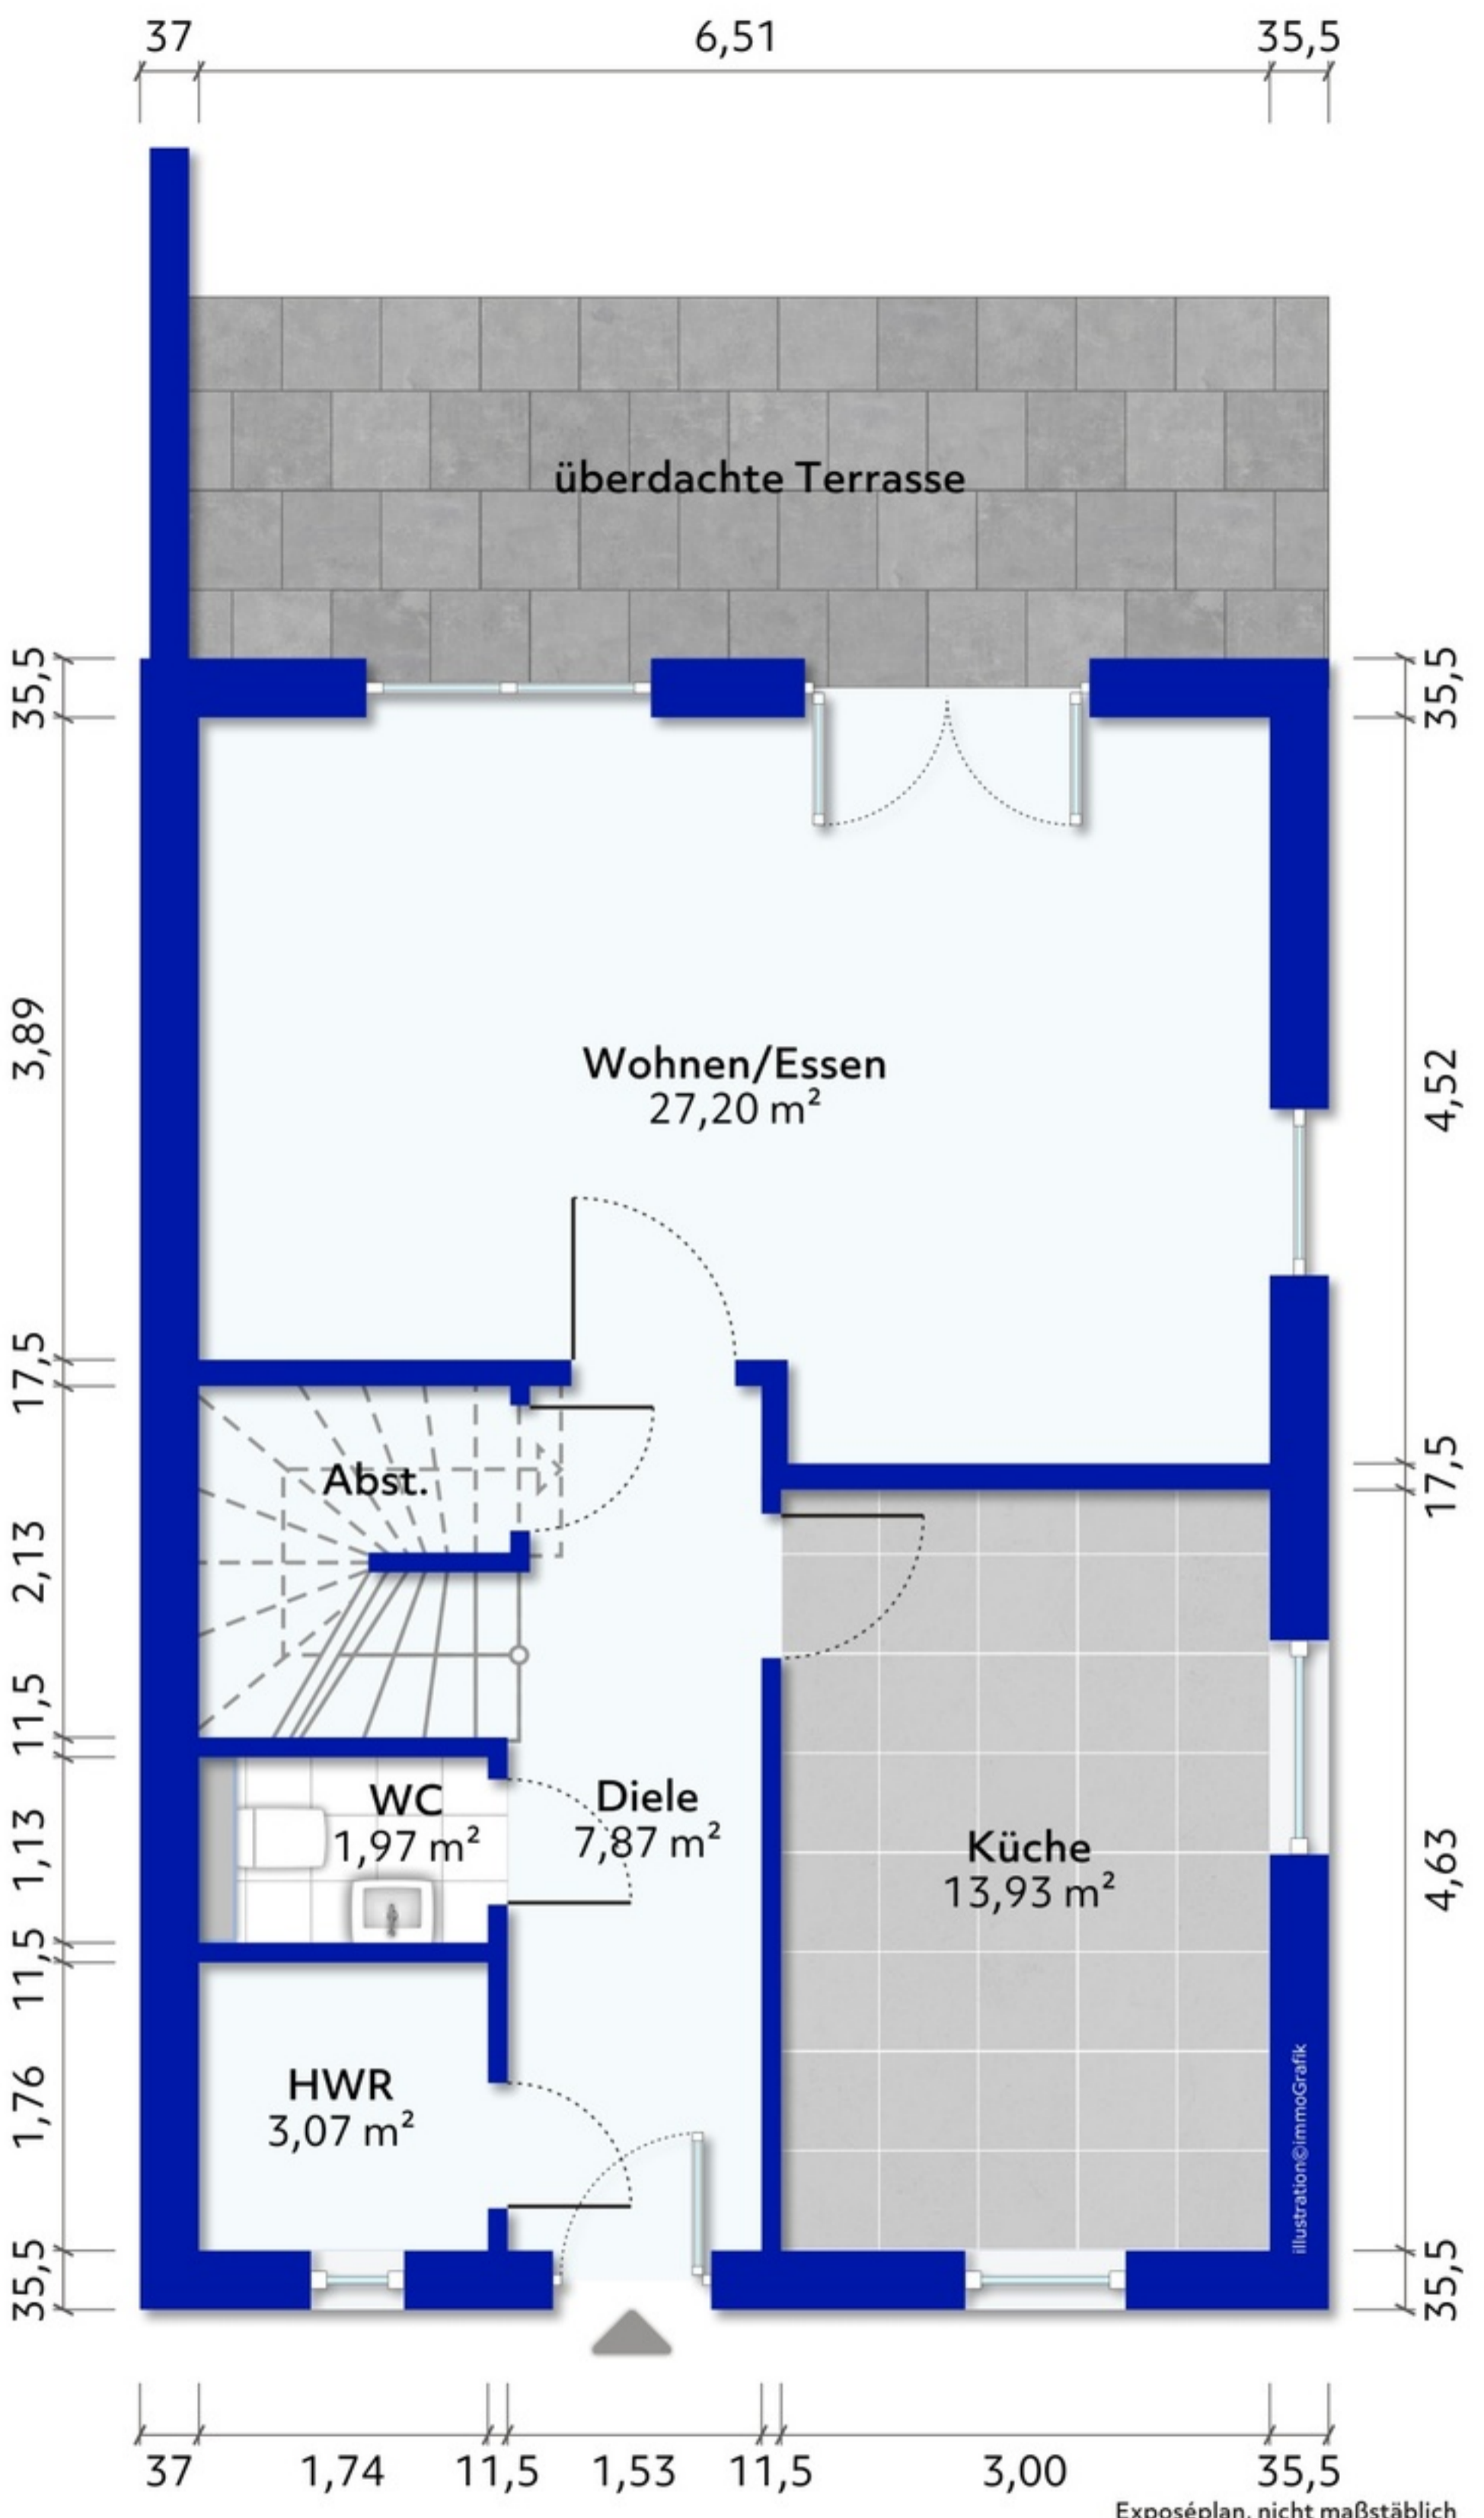 37
6,51
35,5
überdachte Terrasse
35,5
35,5
3,89
4,52
Wohnen/Essen
27,20 m²
17,5
17,5
Abst.
2,13
11,5
WC
1,97 m²
Diele
7,87 m²
1,13
Küche
13,93 m²
4,63
11,5
HWR
3,07 m²
1,76
illustration©immoGrafik
35,5
35,5
37
1,74
11,5
1,53
11,5
3,00
35,5
Exposéplan, nicht maßstäblich